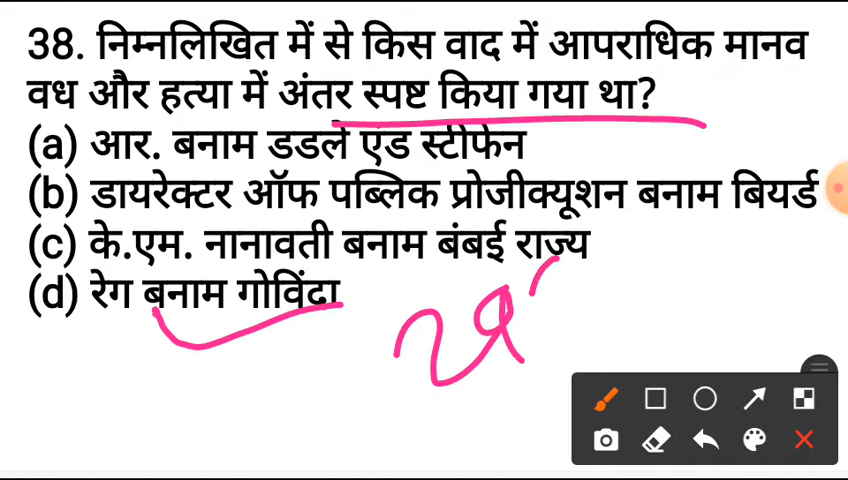 38. निम्नलिखित में से किस वाद में आपराधिक मानव
वध और हत्या में अंतर स्पष्ट किया गया था?
(a) आर. बनाम डडले एंड स्टीफेन
(b) डायरेक्टर ऑफ पब्लिक प्रोजीक्यूशन बनाम बियर्ड
(c) के.एम. नानावती बनाम बंबई राज्य
(d) रेग बनाम गोविंदा